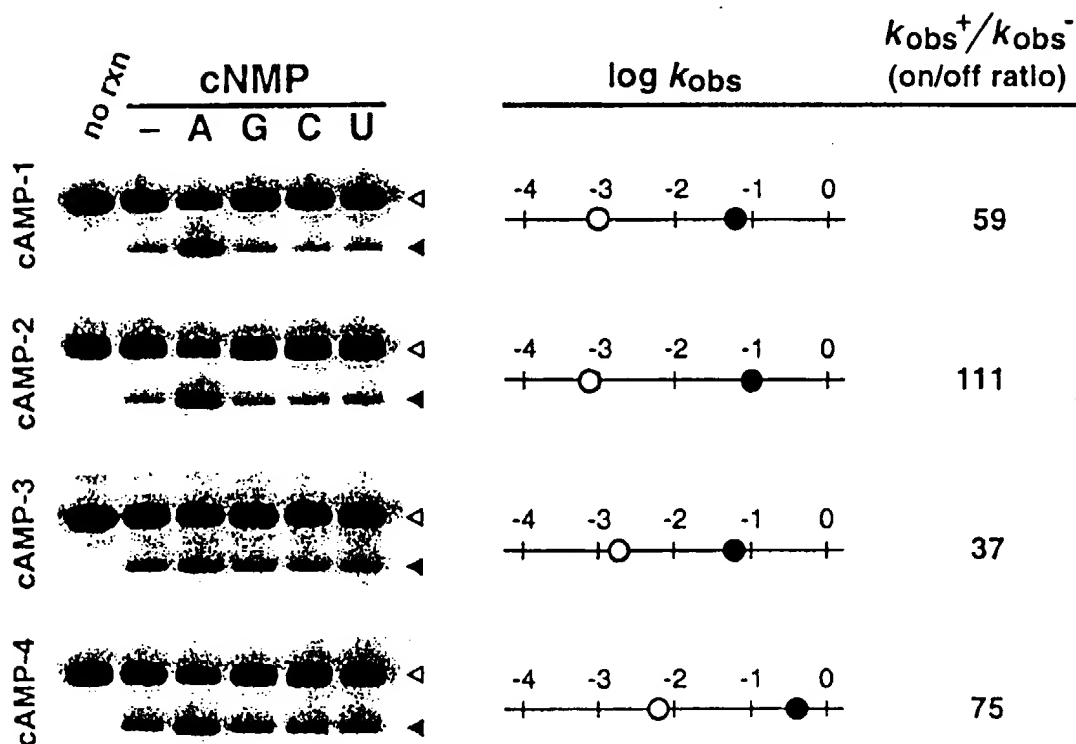 no rxn
cNMP
– A G C U
log kobs
kobs+/kobs-
(on/off ratio)
cAMP-1
-4 -3 -2 -1 0
59
cAMP-2
-4 -3 -2 -1 0
111
cAMP-3
-4 -3 -2 -1 0
37
cAMP-4
-4 -3 -2 -1 0
75